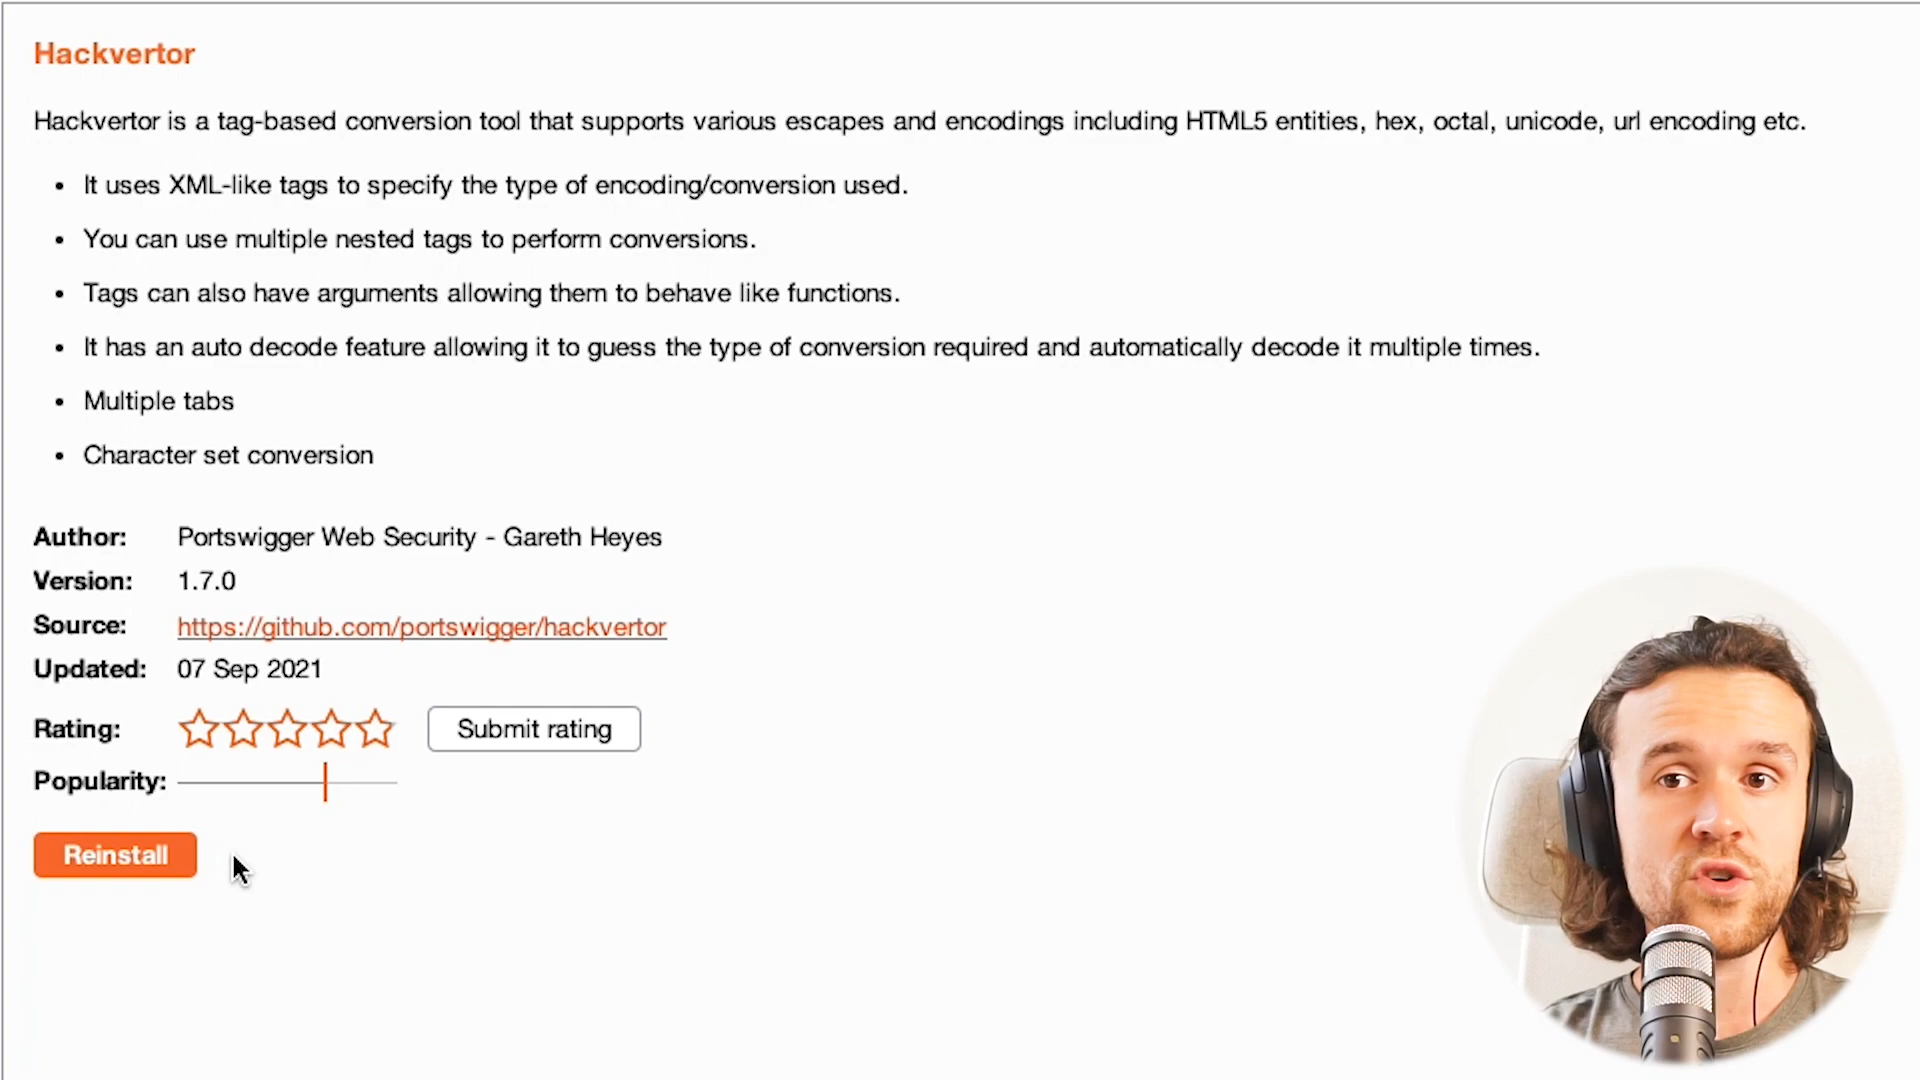 Hackvertor
Hackvertor is a tag-based conversion tool that supports various escapes and encodings including HTML5 entities, hex, octal, unicode, url encoding etc.
• It uses XML-like tags to specify the type of encoding/conversion used.
• You can use multiple nested tags to perform conversions.
• Tags can also have arguments allowing them to behave like functions.
• It has an auto decode feature allowing it to guess the type of conversion required and automatically decode it multiple times.
• Multiple tabs
• Character set conversion
Author: Portswigger Web Security - Gareth Heyes
Version: 1.7.0
Source: https://github.com/portswigger/hackvertor
Updated: 07 Sep 2021
Rating: Submit rating
Popularity:
Reinstall